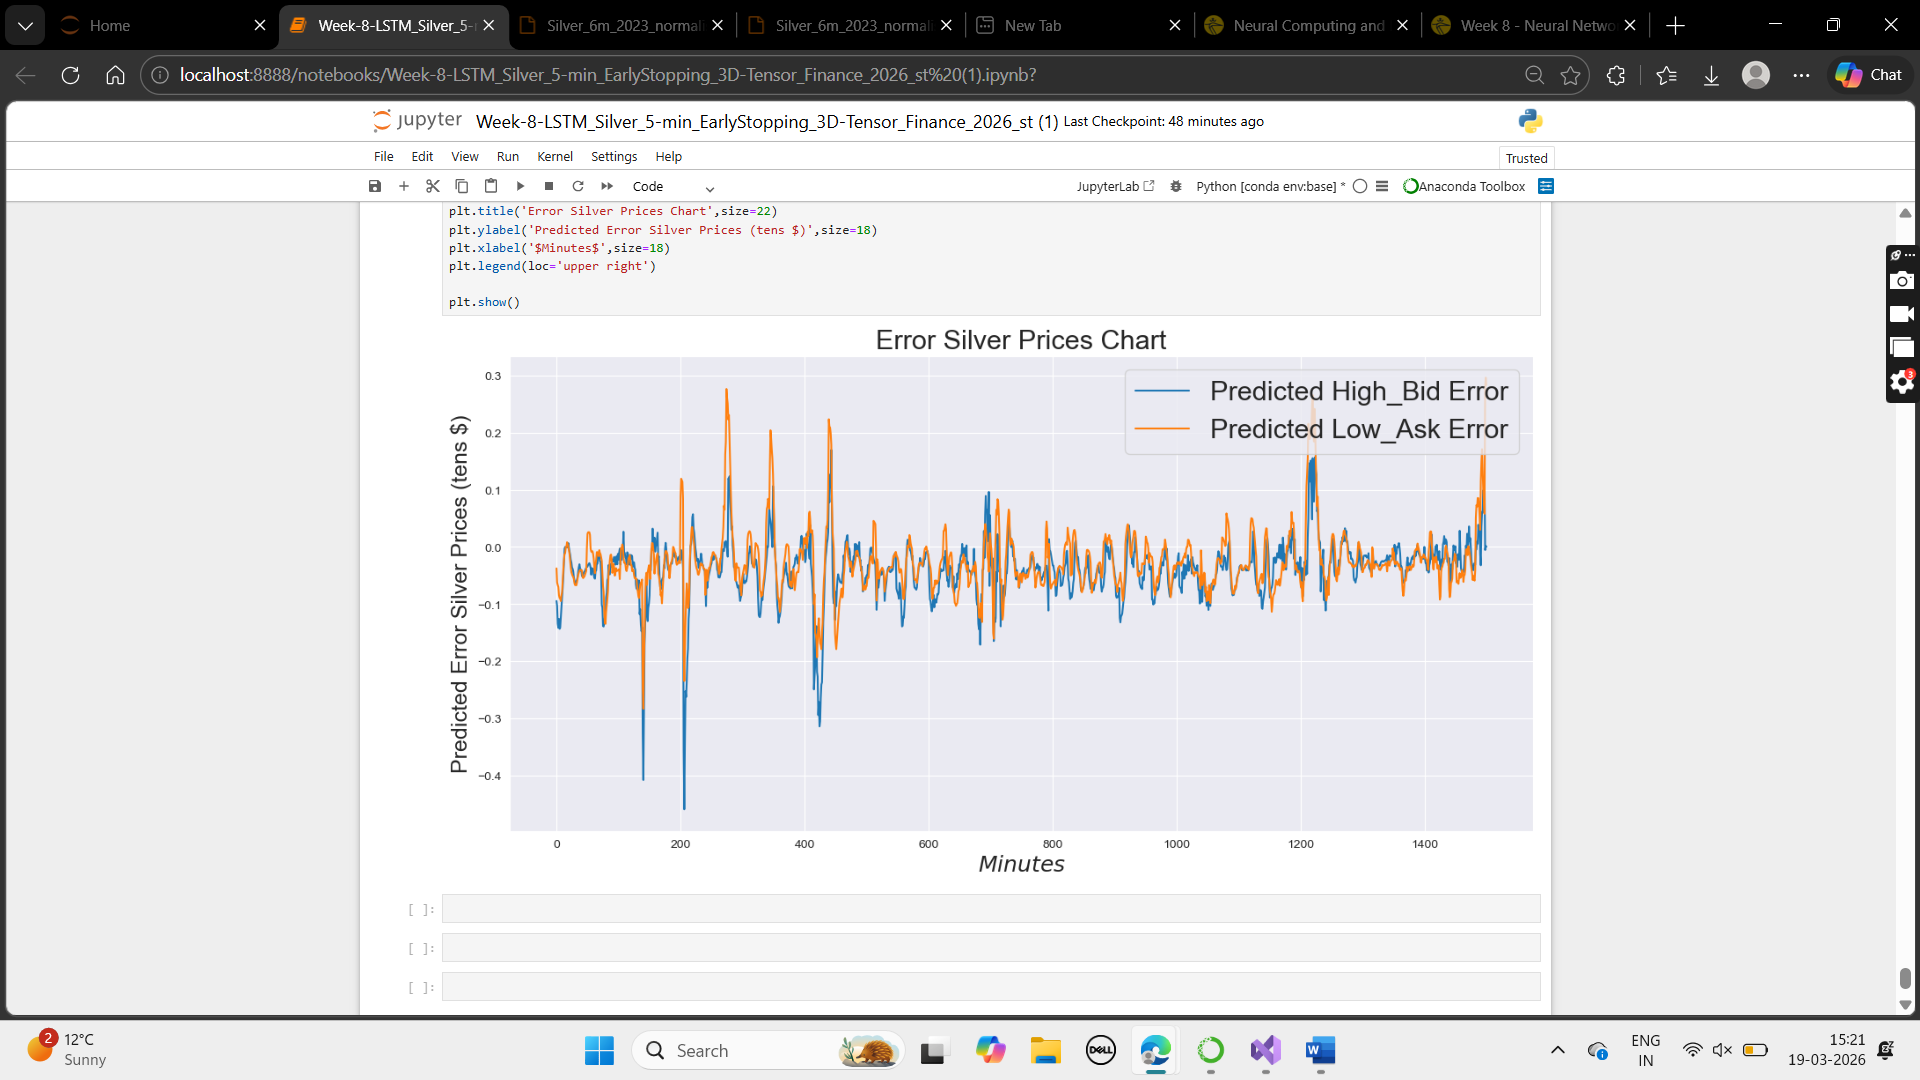 Home
Week-8-LSTM_Silver_5-
Silver_6m_2023_normal
Silver_6m_2023_normal
New Tab
Neural Computing and
Week 8 - Neural Netwo
localhost:8888/notebooks/Week-8-LSTM_Silver_5-min_EarlyStopping_3D-Tensor_Finance_2026_st%20(1).ipynb?
Chat
jupyter Week-8-LSTM_Silver_5-min_EarlyStopping_3D-Tensor_Finance_2026_st (1) Last Checkpoint: 48 minutes ago
File Edit View Run Kernel Settings Help
Trusted
Code
JupyterLab
Python [conda env:base] *
Anaconda Toolbox
plt.title('Error Silver Prices Chart',size=22)
plt.ylabel('Predicted Error Silver Prices (tens $)',size=18)
plt.xlabel('$Minutes$',size=18)
plt.legend(loc='upper right')
plt.show()
3
Error Silver Prices Chart
Predicted High_Bid Error
Predicted Low_Ask Error
Predicted Error Silver Prices (tens $)
0.3
0.2
0.1
0.0
−0.1
−0.2
−0.3
−0.4
0 200 400 600 800 1000 1200 1400
Minutes
[ ]:
[ ]:
[ ]:
2
12°C
Sunny
Search
DELL
W
ENG
IN
15:21
19-03-2026